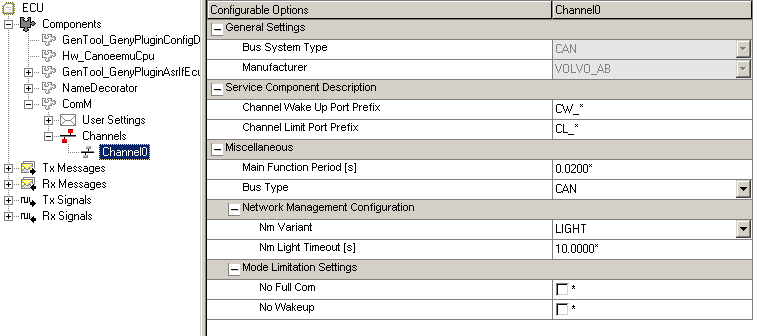 ECU
Components
GenTool_GenyPluginConfigD
Hw_CanoeemuCpu
GenTool_GenyPluginAsrIfEcu
NameDecorator
ComM
User Settings
Channels
Channel0
Tx Messages
Rx Messages
Tx Signals
Rx Signals
Configurable Options Channel0
General Settings
Bus System Type CAN
Manufacturer VOLVO_AB
Service Component Description
Channel Wake Up Port Prefix CW_*
Channel Limit Port Prefix CL_*
Miscellaneous
Main Function Period [s] 0.0200*
Bus Type CAN
Network Management Configuration
Nm Variant LIGHT
Nm Light Timeout [s] 10.0000*
Mode Limitation Settings
No Full Com *
No Wakeup *